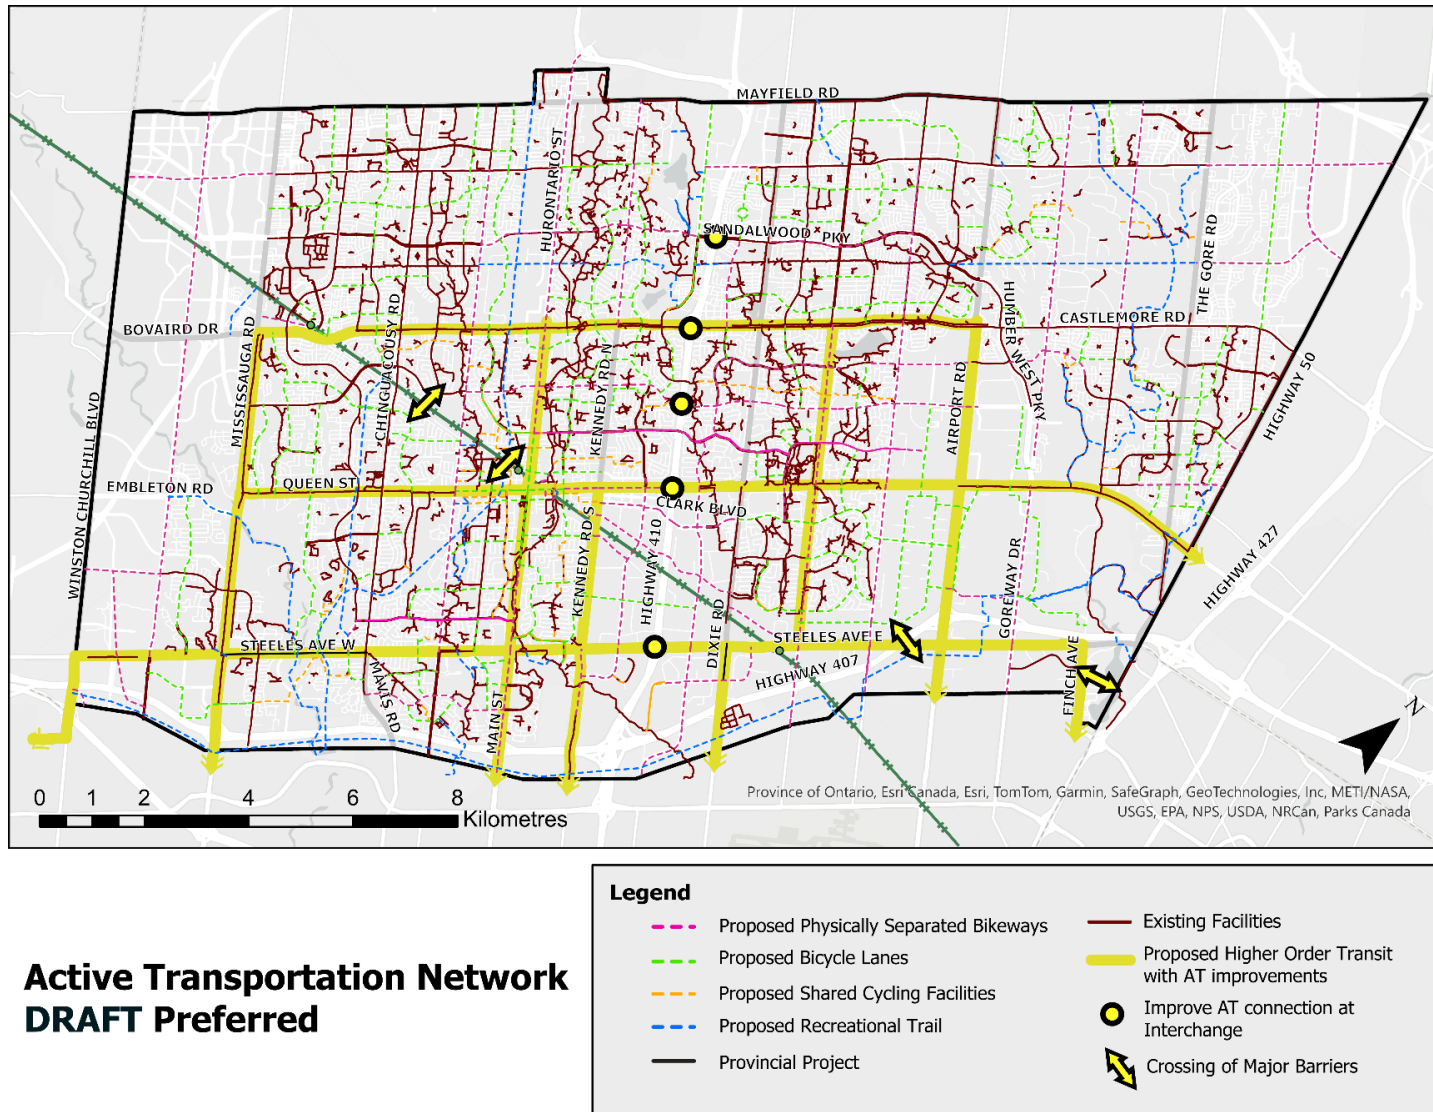 MAYFIELD RD
HURONTARIO ST
SANDALWOOD PKY
THE GORE RD
BOVAIRD DR
MISSISSAUGA RD
CHINGUACOUSY RD
KENNEDY RD N
HUMBER WEST PKY
CASTLEMORE RD
AIRPORT RD
HIGHWAY 50
WINSTON CHURCHILL BLVD
EMBLETON RD
QUEEN ST
CLARK BLVD
KENNEDY RD S
HIGHWAY 410
GOREWAY DR
HIGHWAY 427
DIXIE RD
STEELES AVE W
STEELES AVE E
MAVIS RD
MAIN ST
HIGHWAY 407
FINCH AVE
N
0 1 2 4 6 8
Kilometres
Province of Ontario, Esri Canada, Esri, TomTom, Garmin, SafeGraph, GeoTechnologies, Inc, METI/NASA,
USGS, EPA, NPS, USDA, NRCan, Parks Canada
Active Transportation Network
DRAFT Preferred
Legend
Proposed Physically Separated Bikeways
Proposed Bicycle Lanes
Proposed Shared Cycling Facilities
Proposed Recreational Trail
Provincial Project
Existing Facilities
Proposed Higher Order Transit
with AT improvements
Improve AT connection at
Interchange
Crossing of Major Barriers